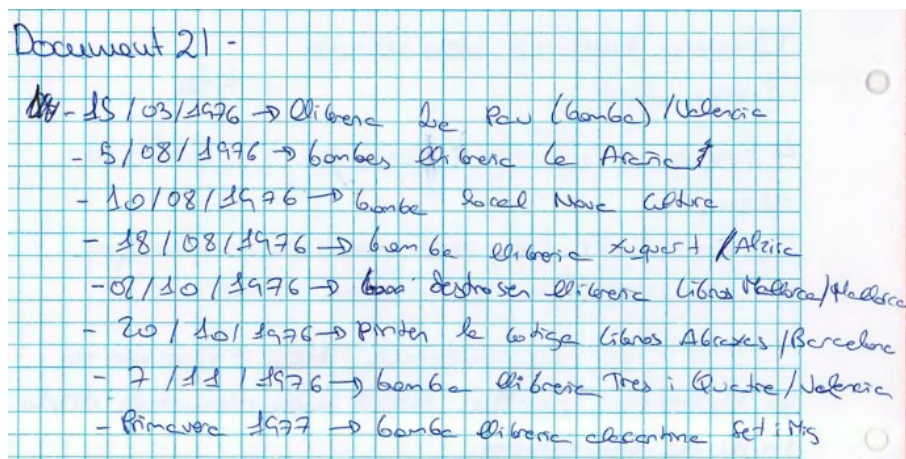 Document 21 -
- 15/03/1976 → llibreria La Pau (bomba) / Valencia
- 5/08/1976 → bombes llibreria la Araña
- 10/08/1976 → bomba local Nova Cultura
- 18/08/1976 → bomba llibreria Xuquer / Alzira
- 02/10/1976 → destrossen llibreria Libros Mallorca/Mallorca
- 20/10/1976 → pinten la botiga Libros Abraxas /Barcelona
- 7/11/1976 → bomba llibreria Tres i Quatre/Valencia
- Primavera 1977 → bomba llibreria alacantina Set i Mig